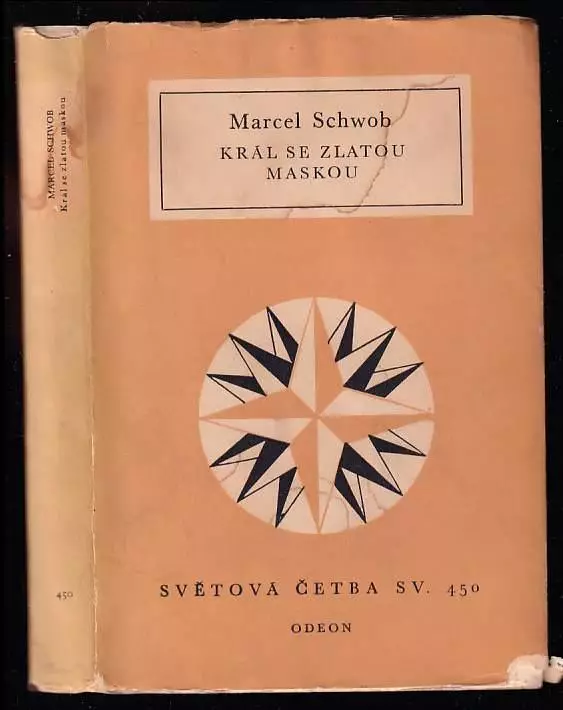 MARCEL SCHWOB
Král se zlatou maskou
450
Marcel Schwob
KRÁL SE ZLATOU
MASKOU
SVĚTOVÁ ČETBA SV. 450
ODEON